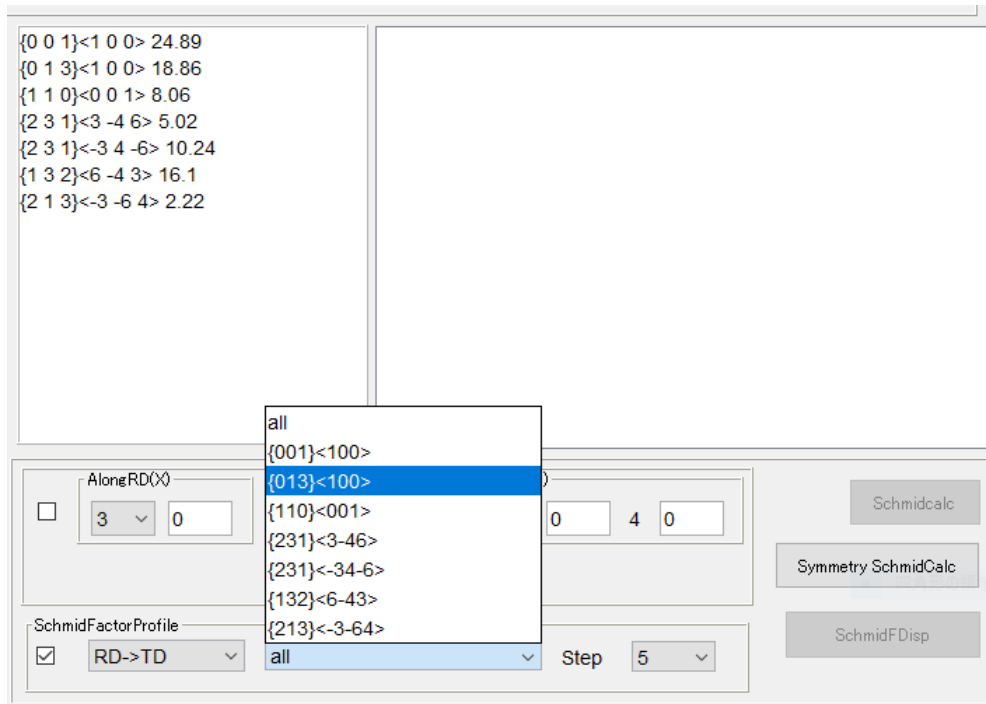 {0 0 1}<1 0 0> 24.89
{0 1 3}<1 0 0> 18.86
{1 1 0}<0 0 1> 8.06
{2 3 1}<3 -4 6> 5.02
{2 3 1}<-3 4 -6> 10.24
{1 3 2}<6 -4 3> 16.1
{2 1 3}<-3 -6 4> 2.22
all
{001}<100>
{013}<100>
{110}<001>
{231}<3-46>
{231}<-34-6>
{132}<6-43>
{213}<-3-64>
AlongRD(X)
3 0
)
0 4 0
Schmidcalc
Symmetry SchmidCalc
SchmidFDisp
SchmidFactorProfile
RD->TD all Step 5